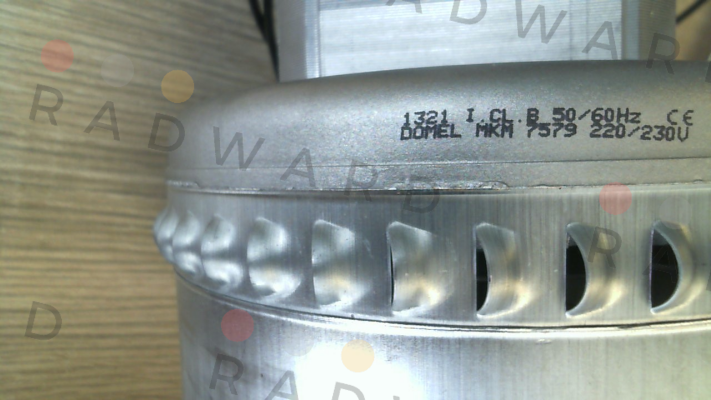 RADWARD
1321 I.CL.B 50/60Hz CE
DOMEL MKM 7579 220/230V
RADWARD
R
D
RADWARD